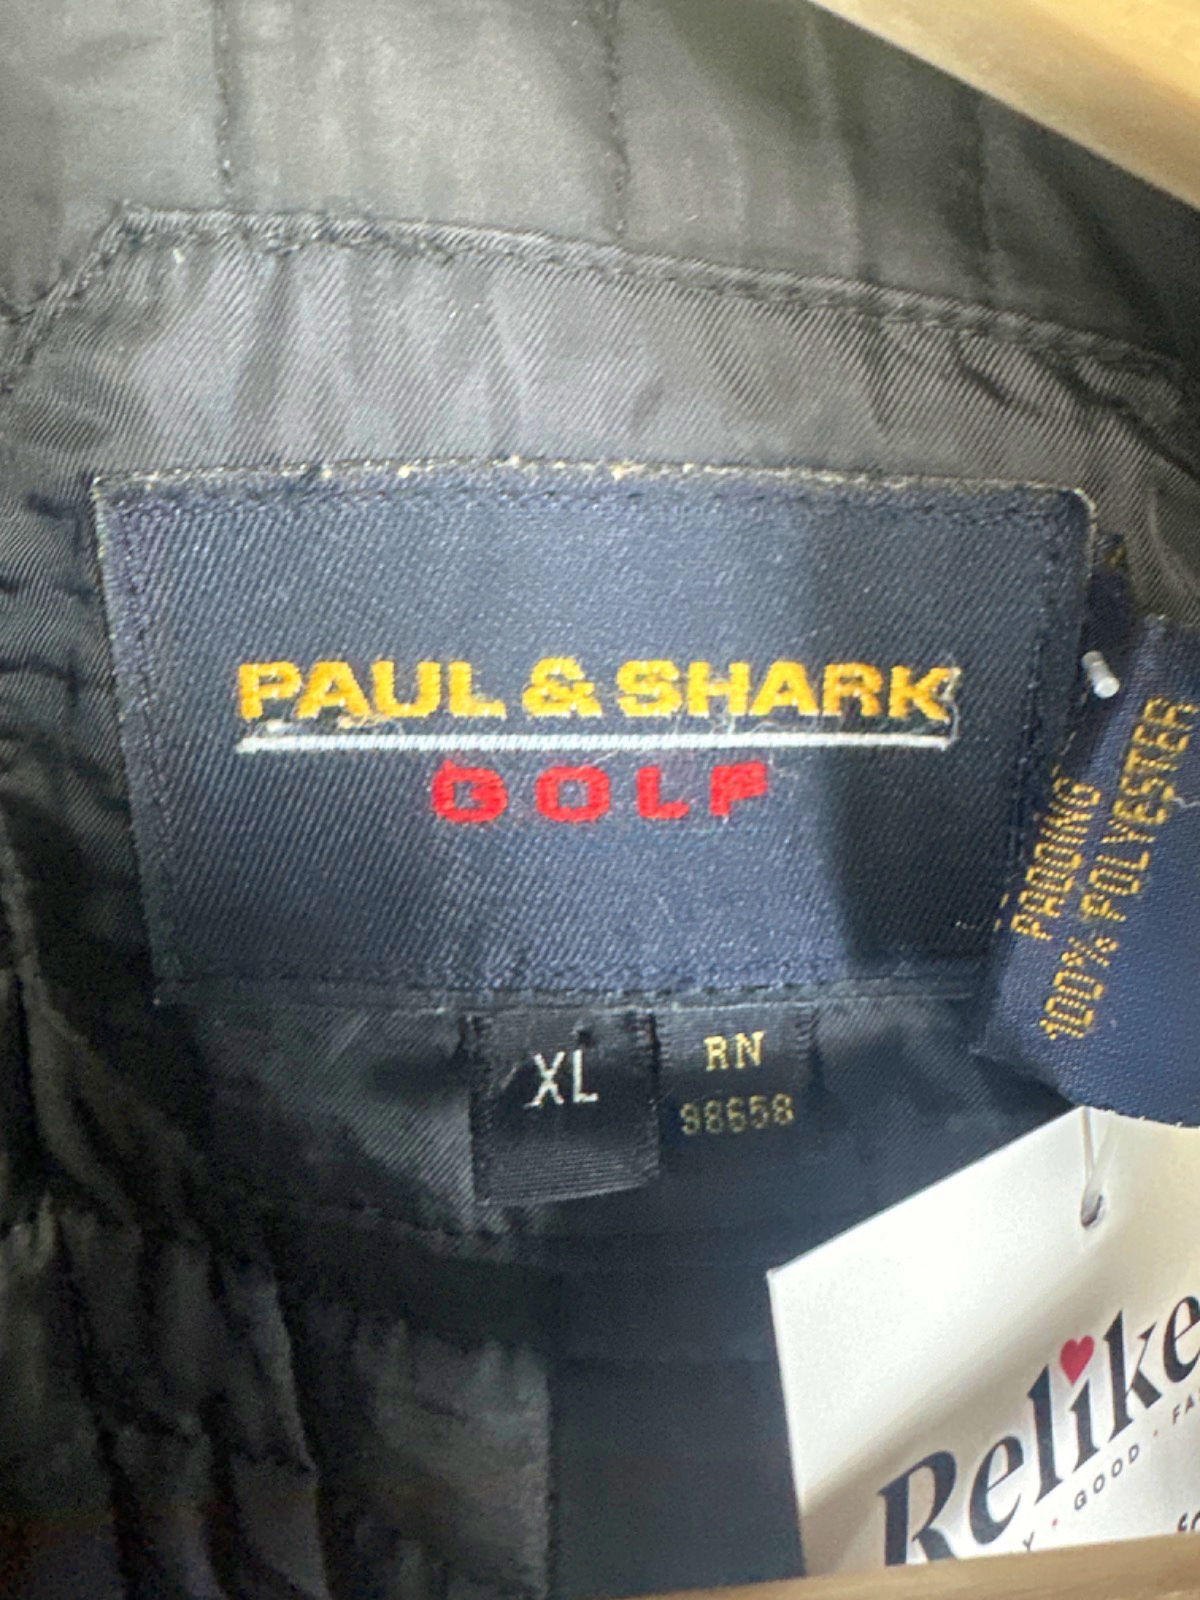 PAUL & SHARK
GOLF
PADDING
100% POLYESTER
XL
RN
98658
Relike
GOOD